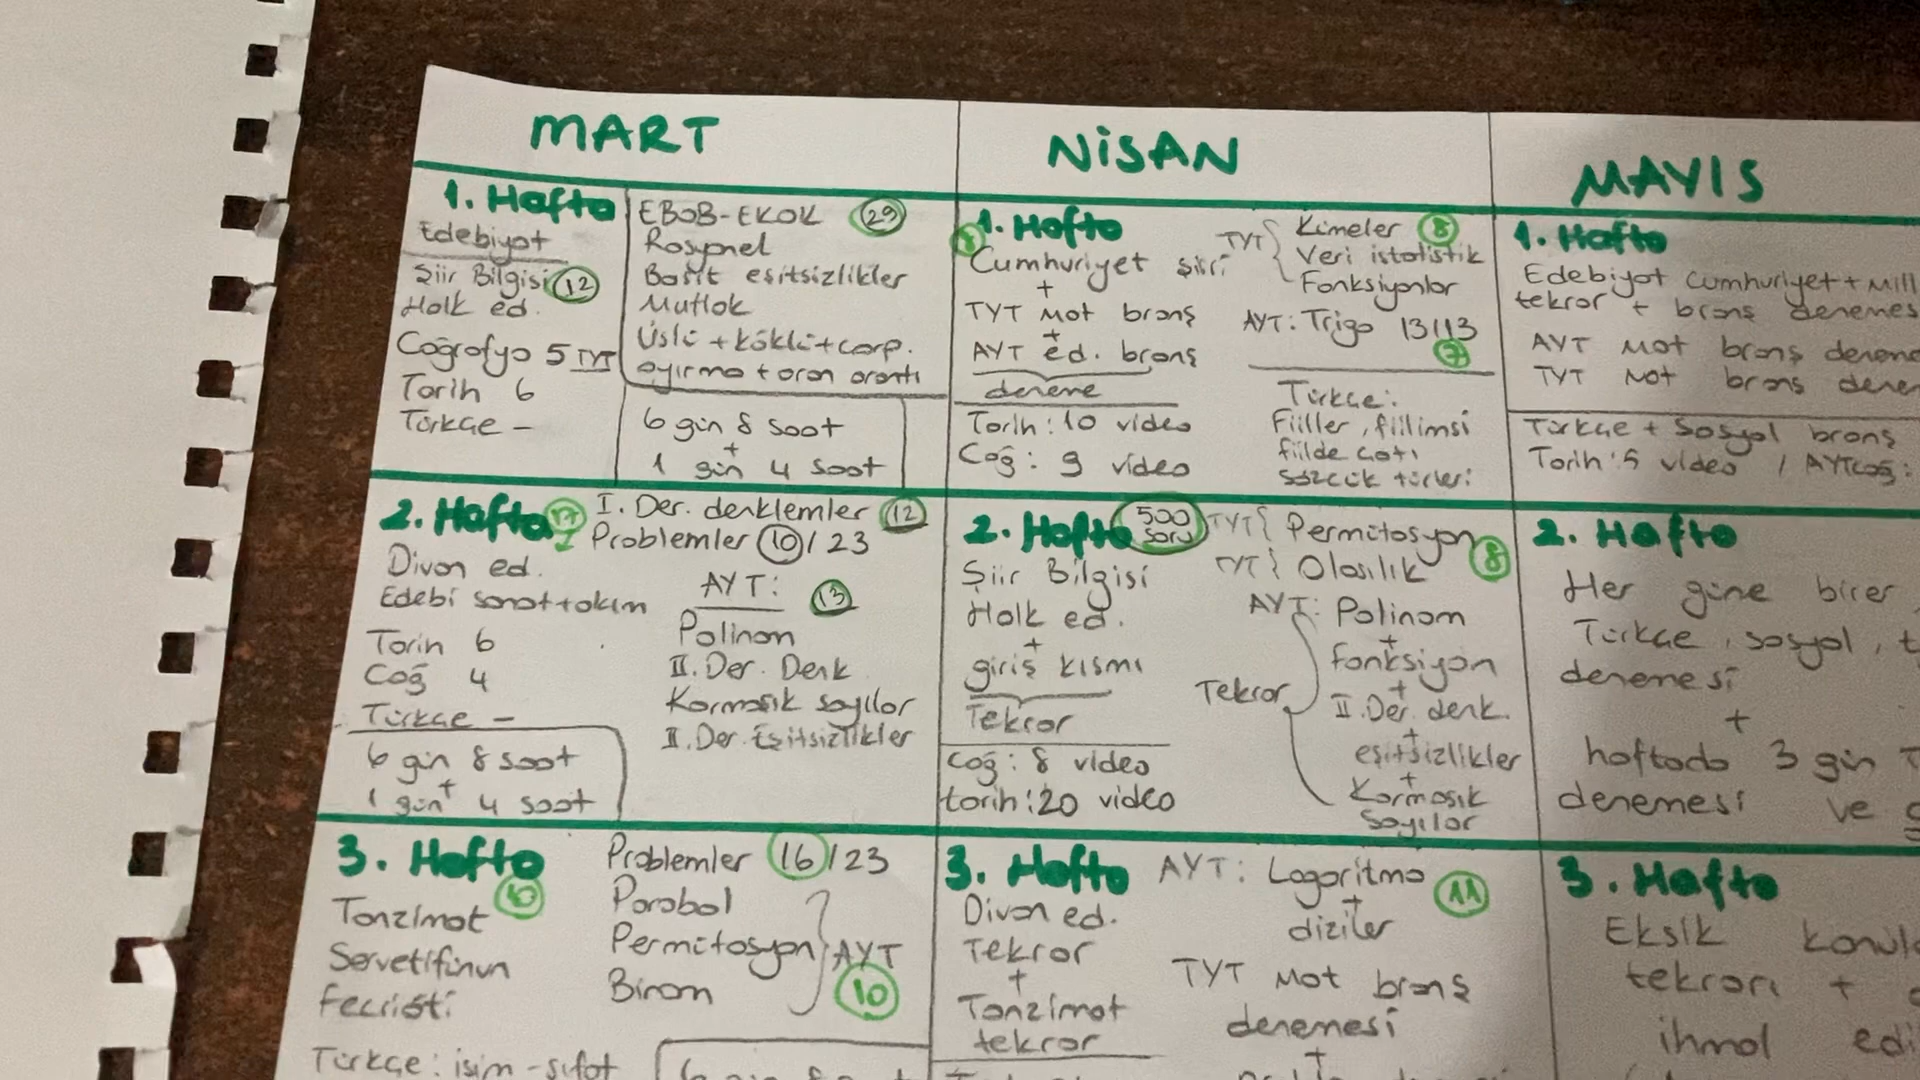 MART
1. Hafta
Edebiyat
Şiir Bilgisi 12
Halk ed.
Coğrafya 5 TYT
Tarih 6
Türkçe -
EBOB-EKOK 29
Rasyonel
Basit eşitsizlikler
Mutlak
Üslü + köklü + çarp.
ayırma + oran orantı
6 gün 8 saat
+
1 gün 4 saat
2. Hafta
Divan ed.
Edebi sanat + akım
Tarih 6
Coğ 4
Türkçe -
6 gün 8 saat
+
1 gün 4 saat
I. Der. denklemler 12
Problemler 10/23
AYT: 13
Polinom
II. Der. Denk
Karmaşık sayılar
II. Der. Eşitsizlikler
3. Hafta
Tanzimat
Servetifünun
Fecriati
Türkçe: isim - sıfat
Problemler 16/23
Parabol
Permütasyon
Binom
AYT
10
NİSAN
1. Hafta
Cumhuriyet şiiri
+
TYT Mat branş
+
AYT ed. branş
deneme
Tarih: 10 video
Coğ: 9 video
TYT { Kümeler 8
Veri istatistik
Fonksiyonlar
AYT: Trigo 13/13
7
Türkçe:
Fiiller, fiilimsi
fiilde çatı
sözcük türleri
2. Hafta 500 soru
Şiir Bilgisi
Halk ed.
+
giriş kısmı
Tekrar
coğ: 8 video
tarih: 20 video
TYT { Permütasyon
TYT { Olasılık 8
AYT: Polinom
+
fonksiyon
+
II. Der. denk.
+
eşitsizlikler
+
Karmaşık
Sayılar
Tekrar
3. Hafta
Divan ed.
Tekrar
+
Tanzimat
tekrar
AYT: Logaritma 11
+
diziler
TYT Mat branş
denemesi
+
MAYIS
1. Hafta
Edebiyat Cumhuriyet + Mill
tekrar + branş denemes
AYT Mat branş denem
TYT Mat branş dene
Türkçe + Sosyal branş
Tarih: 5 video / AYT coğ:
2. Hafta
Her güne birer
Türkçe, sosyal, t
denemesi
+
haftada 3 gün T
denemesi ve
3. Hafta
Eksik konula
tekrarı +
ihmal edi